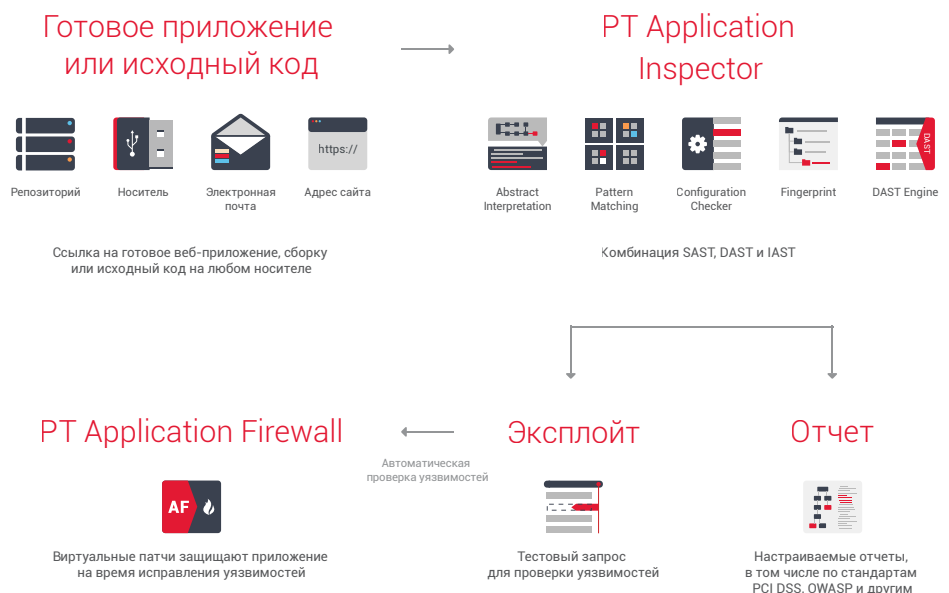 Готовое приложение
или исходный код
PT Application
Inspector
https://
DAST
Репозиторий
Носитель
Электронная
почта
Адрес сайта
Abstract
Interpretation
Pattern
Matching
Configuration
Checker
Fingerprint
DAST Engine
Ссылка на готовое веб-приложение, сборку
или исходный код на любом носителе
Комбинация SAST, DAST и IAST
PT Application Firewall
Эксплойт
Отчет
Автоматическая
проверка уязвимостей
AF
Виртуальные патчи защищают приложение
на время исправления уязвимостей
Тестовый запрос
для проверки уязвимостей
Настраиваемые отчеты,
в том числе по стандартам
PCI DSS, OWASP и другим